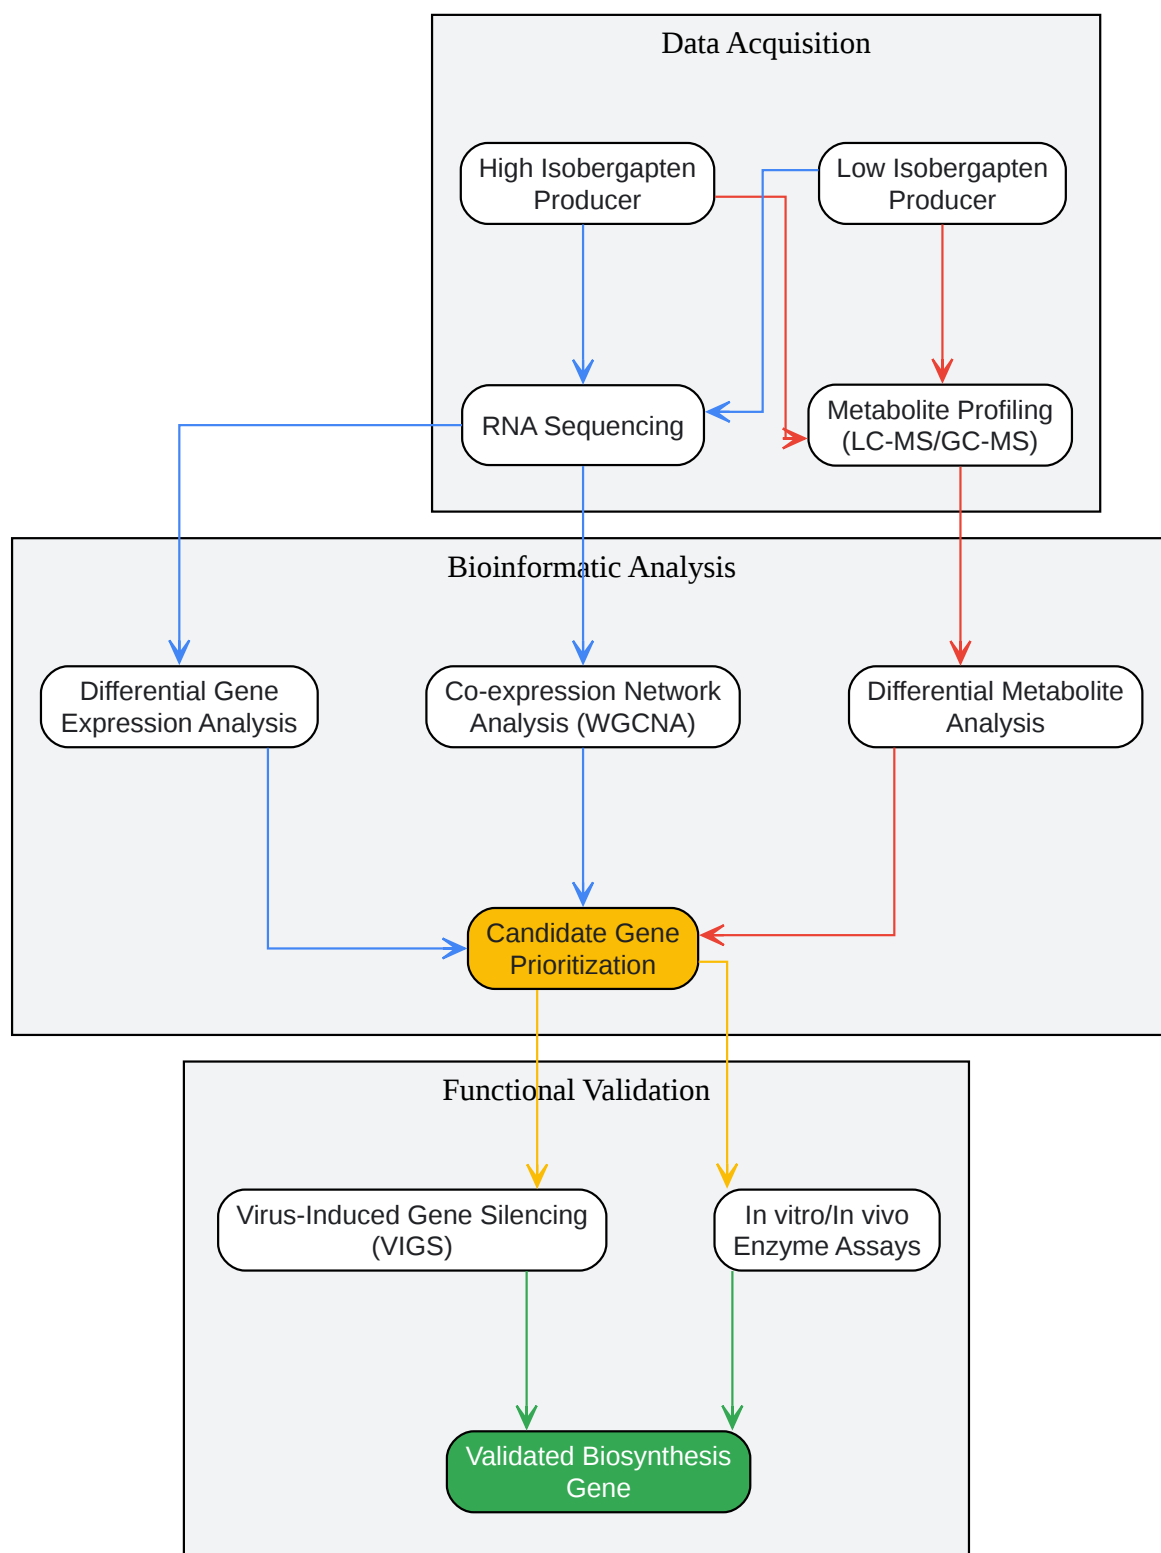 Data Acquisition
High Isobergapten
Producer
Low Isobergapten
Producer
RNA Sequencing
Metabolite Profiling
(LC-MS/GC-MS)
Bioinformatic Analysis
Differential Gene
Expression Analysis
Co-expression Network
Analysis (WGCNA)
Differential Metabolite
Analysis
Candidate Gene
Prioritization
Functional Validation
Virus-Induced Gene Silencing
(VIGS)
In vitro/In vivo
Enzyme Assays
Validated Biosynthesis
Gene